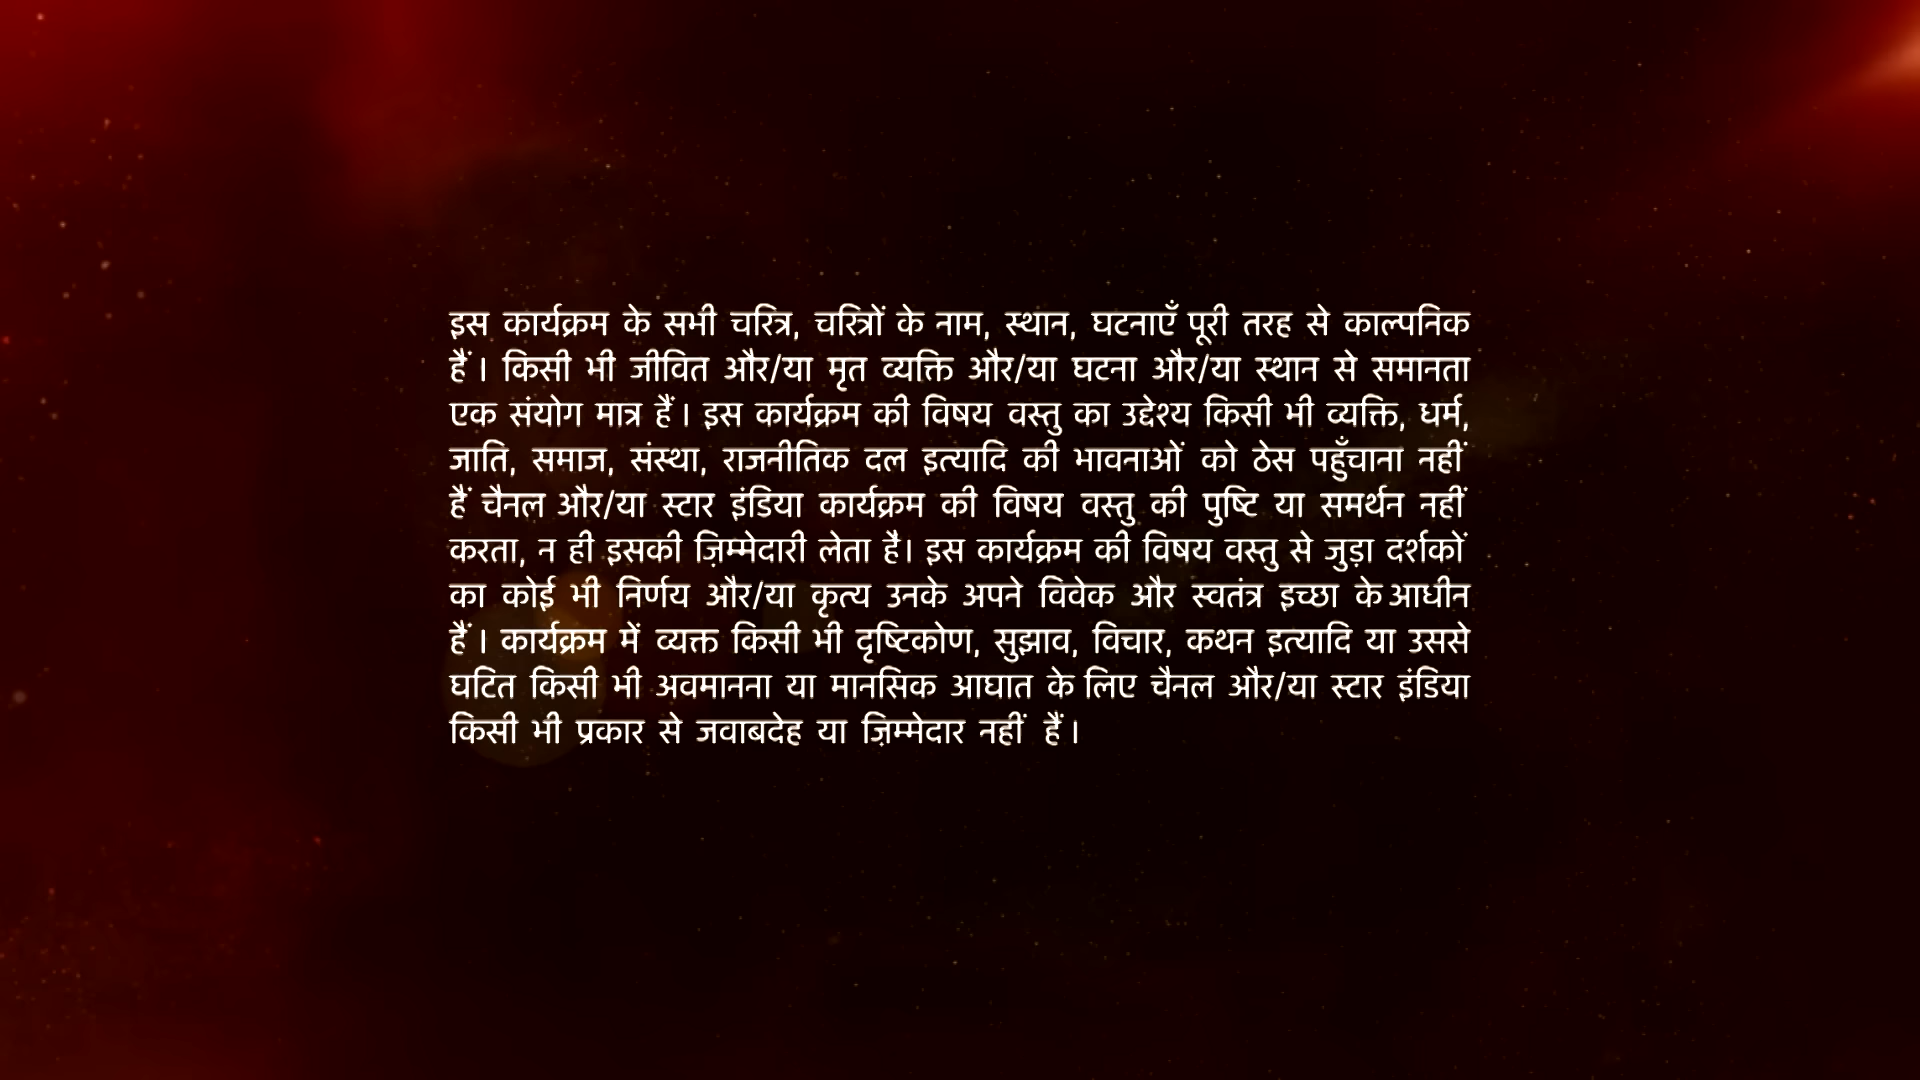 इस कार्यक्रम के सभी चरित्र, चरित्रों के नाम, स्थान, घटनाएँ पूरी तरह से काल्पनिक
हैं । किसी भी जीवित और/या मृत व्यक्ति और/या घटना और/या स्थान से समानता
एक संयोग मात्र हैं । इस कार्यक्रम की विषय वस्तु का उद्देश्य किसी भी व्यक्ति, धर्म,
जाति, समाज, संस्था, राजनीतिक दल इत्यादि की भावनाओं को ठेस पहुँचाना नहीं
हैं चैनल और/या स्टार इंडिया कार्यक्रम की विषय वस्तु की पुष्टि या समर्थन नहीं
करता, न ही इसकी ज़िम्मेदारी लेता है। इस कार्यक्रम की विषय वस्तु से जुड़ा दर्शकों
का कोई भी निर्णय और/या कृत्य उनके अपने विवेक और स्वतंत्र इच्छा के आधीन
हैं । कार्यक्रम में व्यक्त किसी भी दृष्टिकोण, सुझाव, विचार, कथन इत्यादि या उससे
घटित किसी भी अवमानना या मानसिक आघात के लिए चैनल और/या स्टार इंडिया
किसी भी प्रकार से जवाबदेह या ज़िम्मेदार नहीं हैं ।